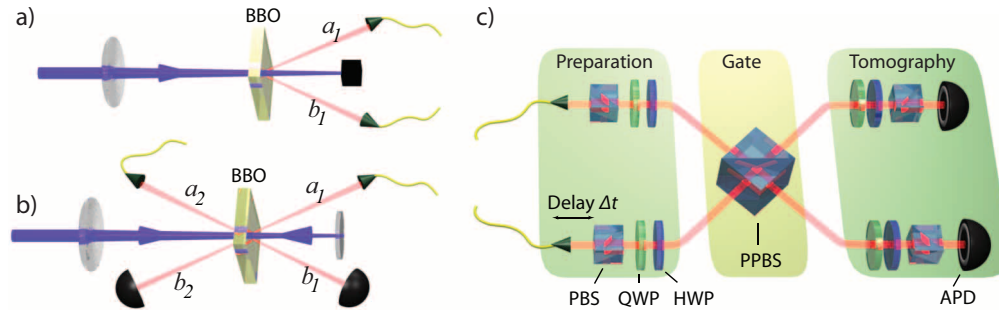 a)
BBO
a1
b1
b)
BBO
a2
a1
b2
b1
c)
Preparation
Gate
Tomography
Delay Δt
PPBS
PBS
QWP
HWP
APD